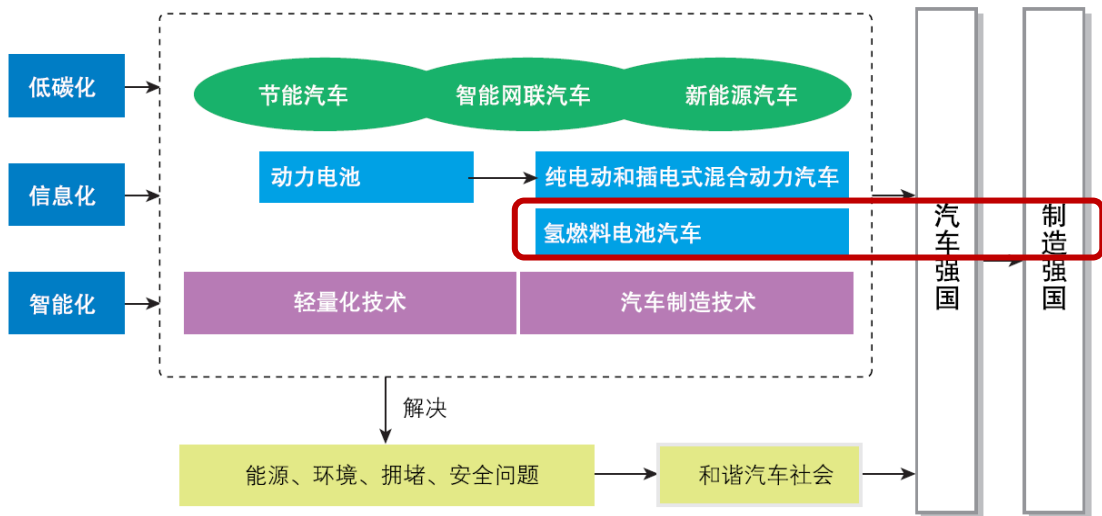 低碳化
信息化
智能化
节能汽车
智能网联汽车
新能源汽车
动力电池
纯电动和插电式混合动力汽车
氢燃料电池汽车
轻量化技术
汽车制造技术
解决
能源、环境、拥堵、安全问题
和谐汽车社会
汽车强国
制造强国